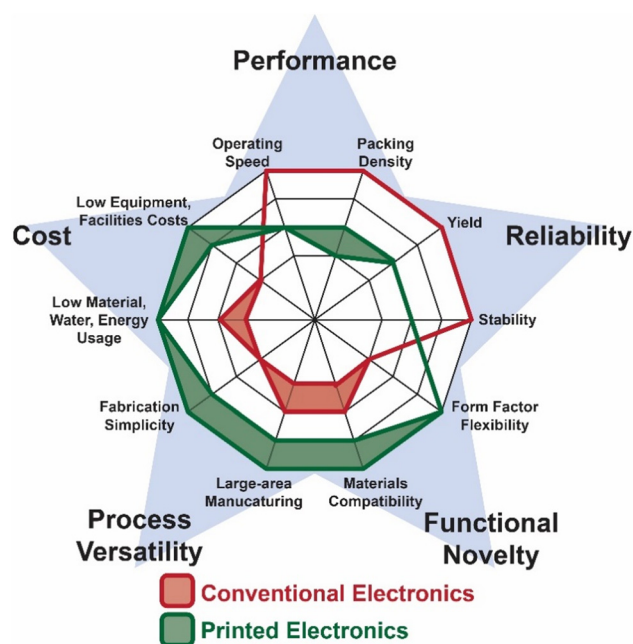 Performance
Operating
Speed
Packing
Density
Low Equipment,
Facilities Costs
Yield
Cost
Reliability
Low Material,
Water, Energy
Usage
Stability
Fabrication
Simplicity
Form Factor
Flexibility
Large-area
Manucaturing
Materials
Compatibility
Process
Versatility
Functional
Novelty
Conventional Electronics
Printed Electronics